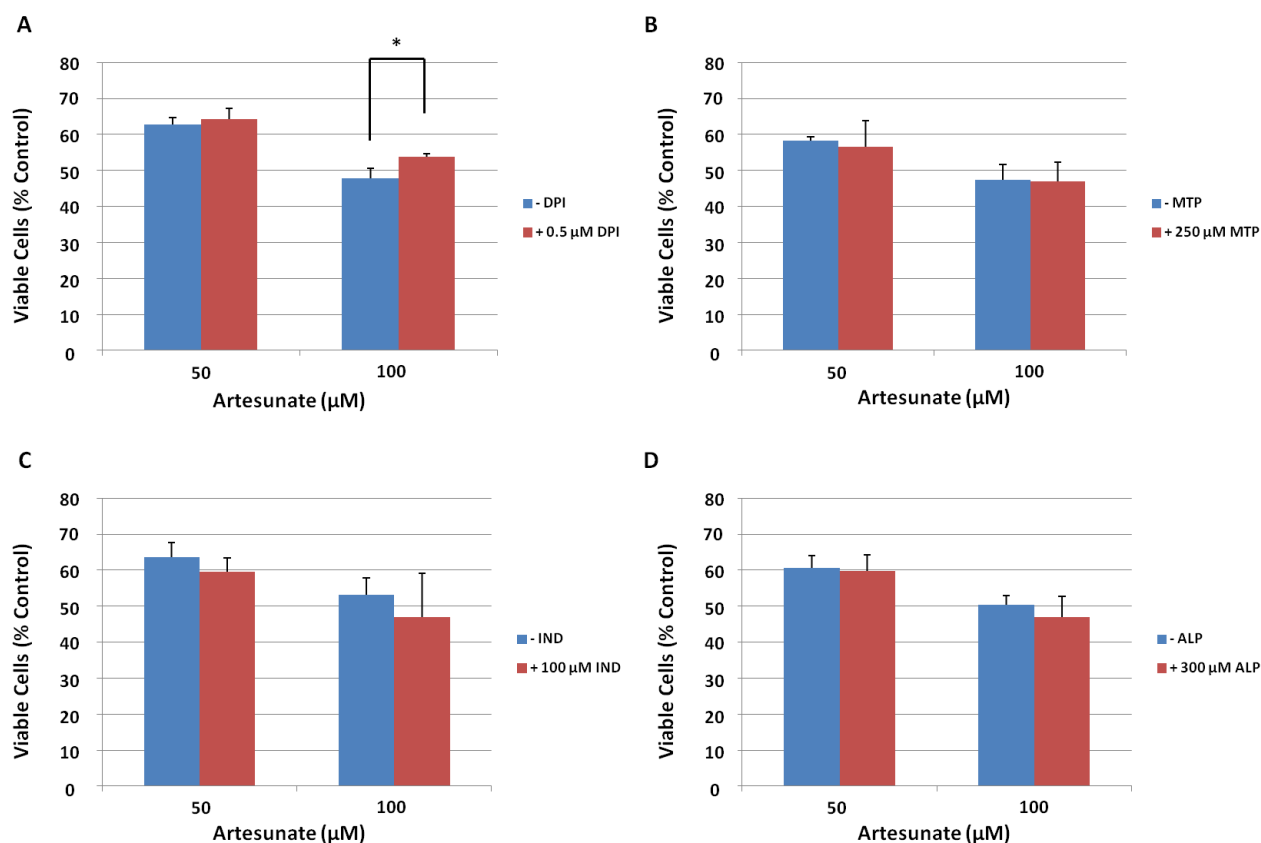 A
*
80
70
60
50
40
30
20
10
0
Viable Cells (% Control)
50
100
Artesunate (µM)
- DPI
+ 0.5 µM DPI
B
80
70
60
50
40
30
20
10
0
Viable Cells (% Control)
50
100
Artesunate (µM)
- MTP
+ 250 µM MTP
C
80
70
60
50
40
30
20
10
0
Viable Cells (% Control)
50
100
Artesunate (µM)
- IND
+ 100 µM IND
D
80
70
60
50
40
30
20
10
0
Viable Cells (% Control)
50
100
Artesunate (µM)
- ALP
+ 300 µM ALP